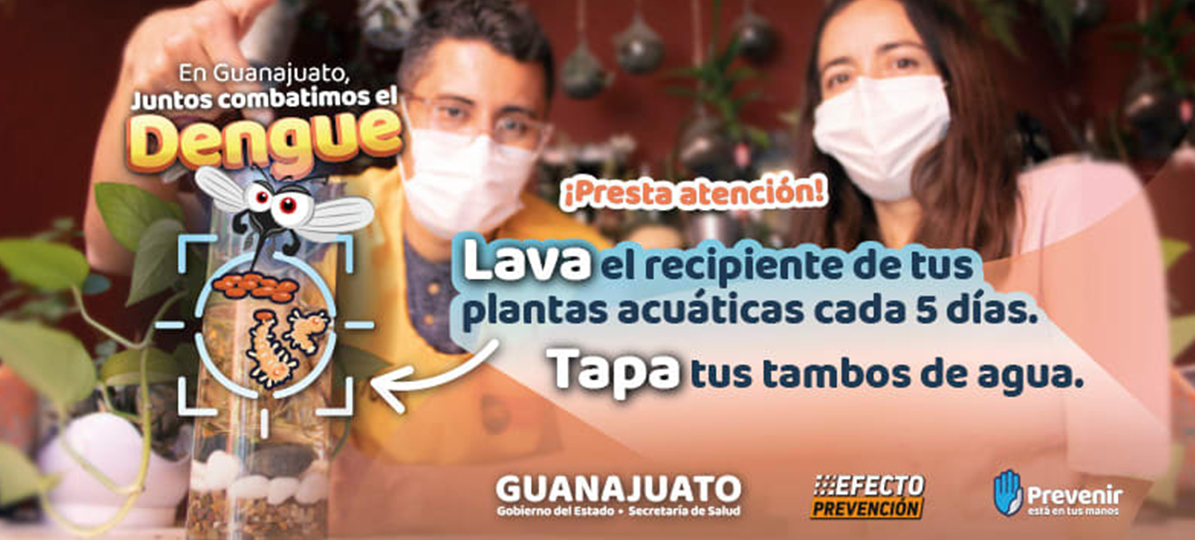 En Guanajuato,
Juntos combatimos el
Dengue
¡Presta atención!
Lava el recipiente de tus
plantas acuáticas cada 5 días.
Tapa tus tambos de agua.
GUANAJUATO
Gobierno del Estado • Secretaría de Salud
EFECTO
PREVENCIÓN
Prevenir
está en tus manos